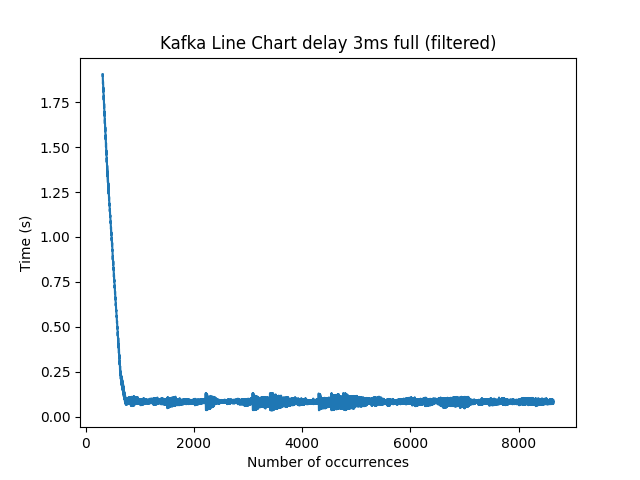 Kafka Line Chart delay 3ms full (filtered)
1.75
1.50
1.25
1.00
0.75
0.50
0.25
0.00
Time (s)
0 2000 4000 6000 8000
Number of occurrences